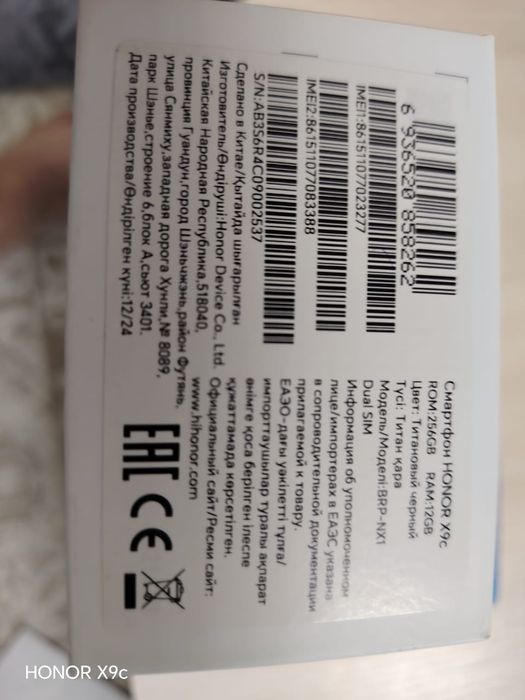 Смартфон HONOR X9c
ROM:256GB RAM:12GB
Цвет: Титановый черный
Түсі: Титан қара
Модель/Моделі:BRP-NX1
Dual SIM
Информация об уполномоченном
лице/импортерах в ЕАЭС указана
в сопроводительной документации
прилагаемой к товару.
ЕАЭО-дағы уәкілетті тұлға/
импорттаушылар туралы ақпарат
өнімге қоса берілген ілеспе
құжаттамада көрсетілген.
Официальный сайт/Ресми сайт:
www.hihonor.com
6 936520 858262
IMEI1:861511077023277
IMEI2:861511077083388
S/N:AB3S6R4C09002537
Сделано в Китае/Қытайда шығарылған
Изготовитель/Өндіруші:Honor Device Co., Ltd.
Китайская Народная Республика,518040,
провинция Гуандун,город Шэньчжэнь,район Футянь,
улица Сянмиху,западная дорога Хунли,№ 8089,
парк Шэнье,строение 6,блок А,сьют 3401.
Дата производства/Өндірілген күні:12/24
EAC CE
HONOR X9c